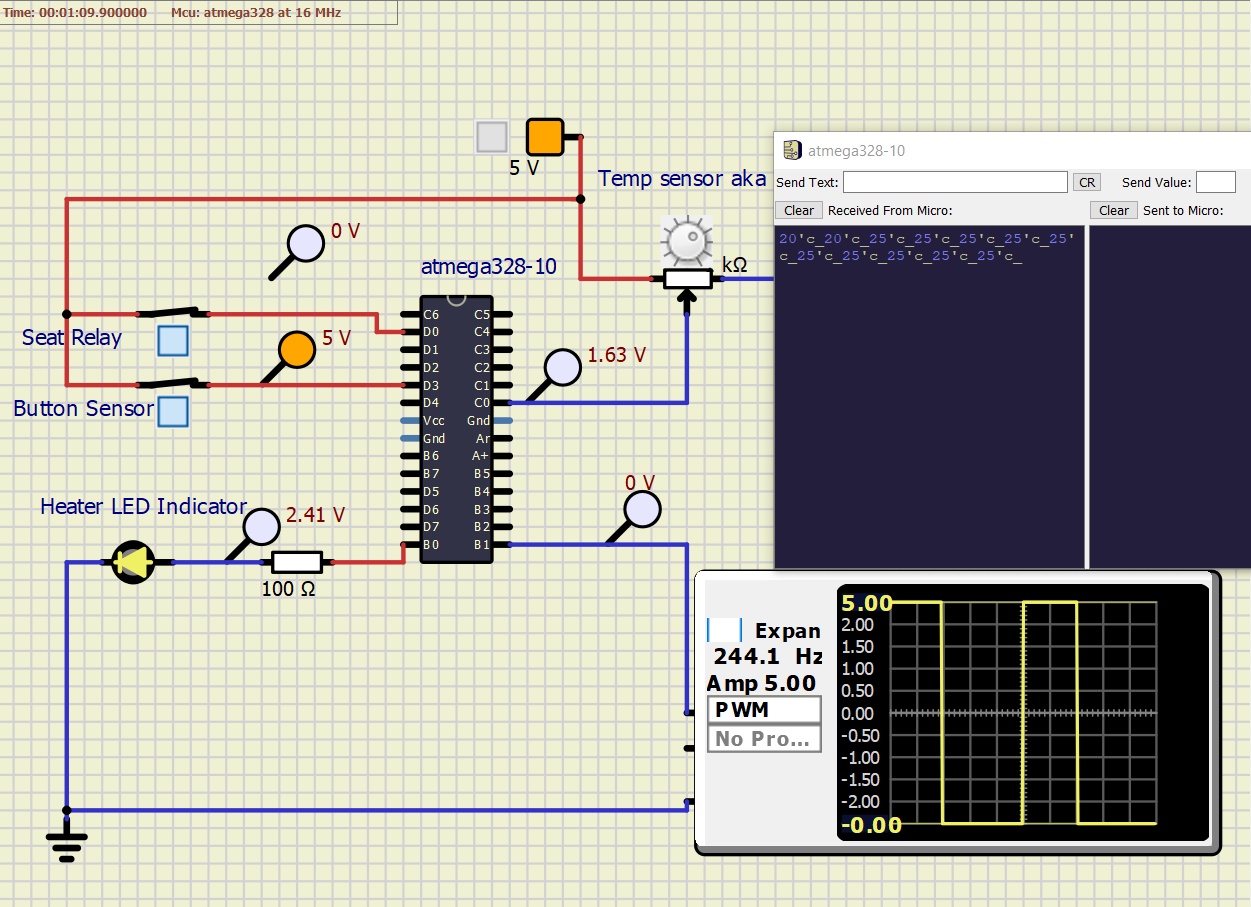 Time: 00:01:09.900000 Mcu: atmega328 at 16 MHz
5 V
Temp sensor aka
atmega328-10
Send Text: CR Send Value:
Clear Received From Micro: Clear Sent to Micro:
20'c_20'c_25'c_25'c_25'c_25'c_25'
c_25'c_25'c_25'c_25'c_25'c_
0 V
atmega328-10
kΩ
Seat Relay
5 V
1.63 V
Button Sensor
C6 C5
D0 C4
D1 C3
D2 C2
D3 C1
D4 C0
Vcc Gnd
Gnd Ar
B6 A+
B7 B5
D5 B4
D6 B3
D7 B2
B0 B1
0 V
Heater LED Indicator
2.41 V
100 Ω
Expan
244.1 Hz
Amp 5.00
PWM
No Pro...
5.00
2.00
1.50
1.00
0.50
0.00
-0.50
-1.00
-1.50
-2.00
-0.00